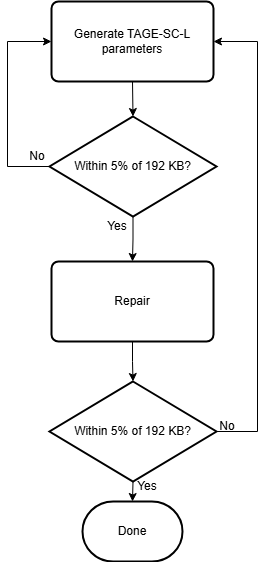 Generate TAGE-SC-L
parameters
No
Within 5% of 192 KB?
Yes
Repair
Within 5% of 192 KB?
No
Yes
Done